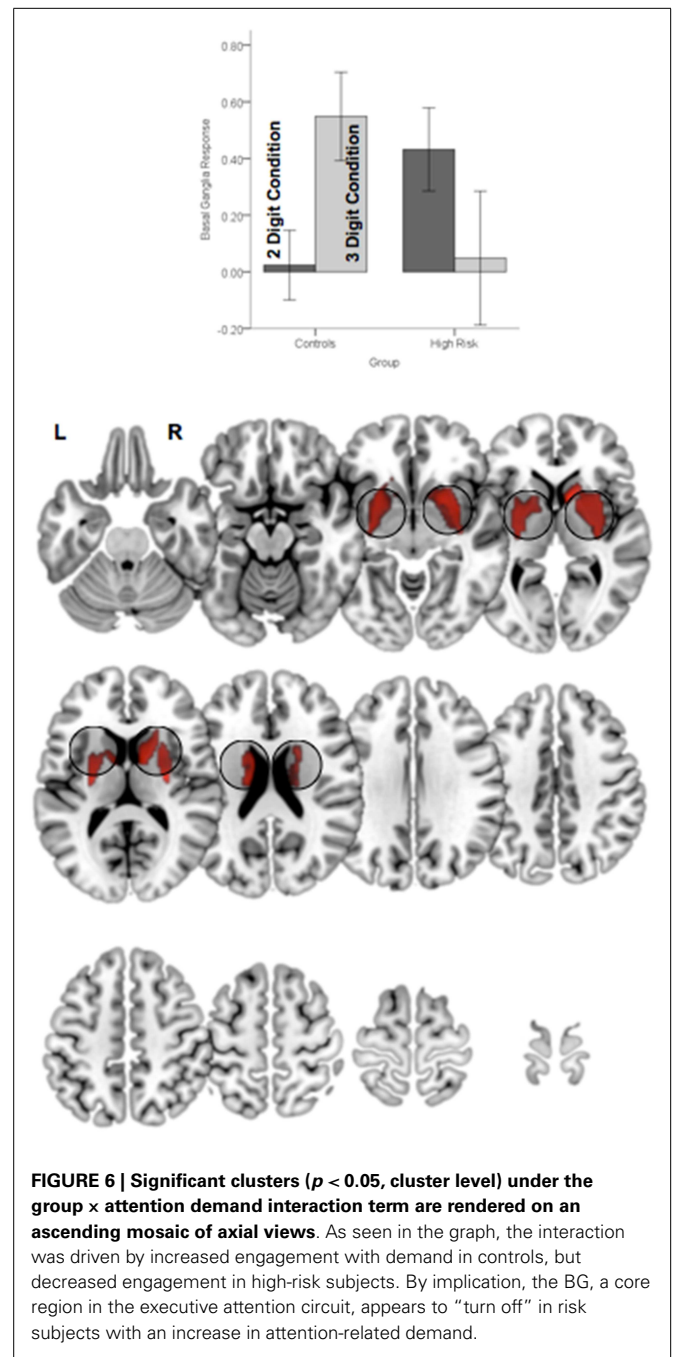 0.80
0.60
0.40
0.20
0.00
-0.20
Basal Ganglia Response
2 Digit Condition
3 Digit Condition
Controls
High Risk
Group
L
R
FIGURE 6 | Significant clusters (p < 0.05, cluster level) under the
group x attention demand interaction term are rendered on an
ascending mosaic of axial views. As seen in the graph, the interaction
was driven by increased engagement with demand in controls, but
decreased engagement in high-risk subjects. By implication, the BG, a core
region in the executive attention circuit, appears to “turn off” in risk
subjects with an increase in attention-related demand.